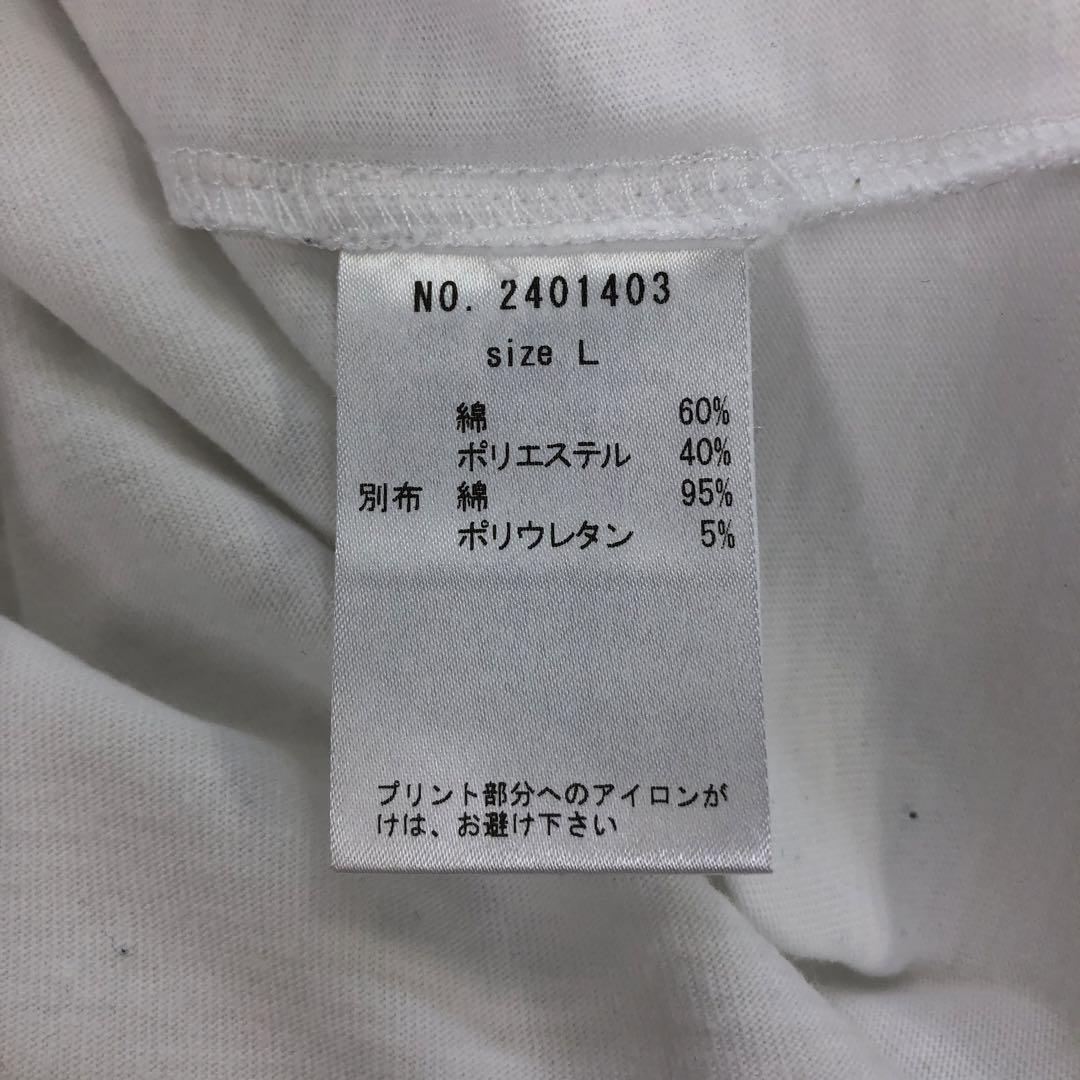 NO. 2401403
size L
綿 60%
ポリエステル 40%
別布 綿 95%
ポリウレタン 5%
プリント部分へのアイロンが
けは、お避け下さい